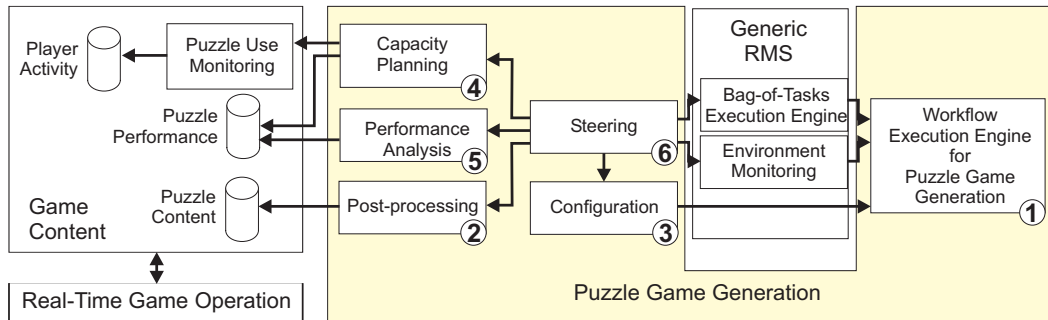 Player
Activity
Puzzle Use
Monitoring
Puzzle
Performance
Puzzle
Content
Game
Content
Real-Time Game Operation
Capacity
Planning
4
Performance
Analysis
5
Post-processing
2
Steering
6
Configuration
3
Generic
RMS
Bag-of-Tasks
Execution Engine
Environment
Monitoring
Workflow
Execution Engine
for
Puzzle Game
Generation
1
Puzzle Game Generation